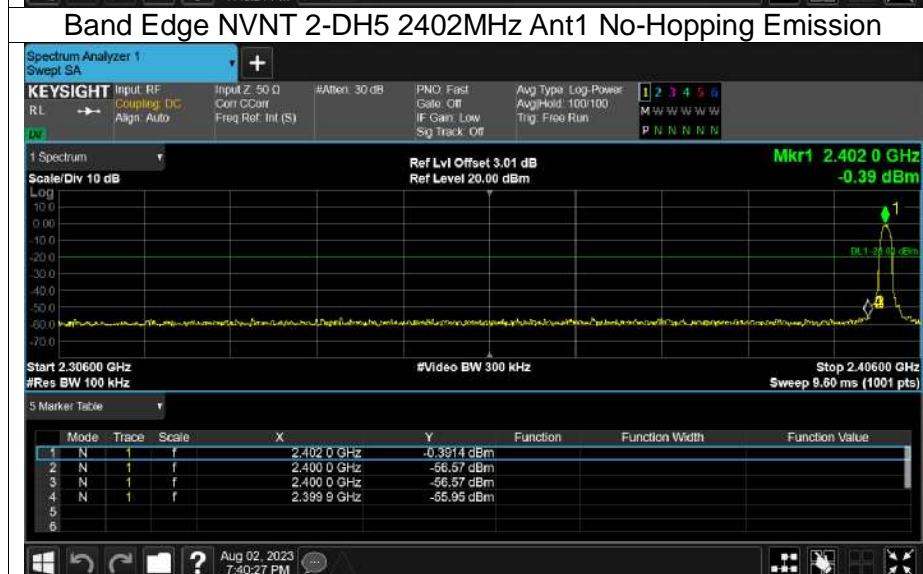 Band Edge NVNT 2-DH5 2402MHz Ant1 No-Hopping Emission
Spectrum Analyzer 1
Swept SA
+
KEYSIGHT Input: RF Input Z: 50 Ω #Atten: 30 dB PNO: Fast Avg Type: Log-Power 1 2 3 4 5 6
RL Coupling: DC Corr CCorr Gate: Off Avg|Hold: 100/100 M W W W W W
Align: Auto Freq Ref: Int (S) IF Gain: Low Trig: Free Run
Sig Track: Off P N N N N N
1 Spectrum Ref Lvl Offset 3.01 dB Mkr1 2.402 0 GHz
Scale/Div 10 dB Ref Level 20.00 dBm -0.39 dBm
Log
10.0
0.00
-10.0
-20.0
-30.0
-40.0
-50.0
-60.0
-70.0
1
Start 2.30600 GHz #Video BW 300 kHz Stop 2.40600 GHz
#Res BW 100 kHz Sweep 9.60 ms (1001 pts)
5 Marker Table
Mode Trace Scale X Y Function Function Width Function Value
1 N 1 f 2.402 0 GHz -0.3914 dBm
2 N 1 f 2.400 0 GHz -56.57 dBm
3 N 1 f 2.400 0 GHz -56.57 dBm
4 N 1 f 2.399 9 GHz -55.95 dBm
5
6
? Aug 02, 2023
7:40:27 PM